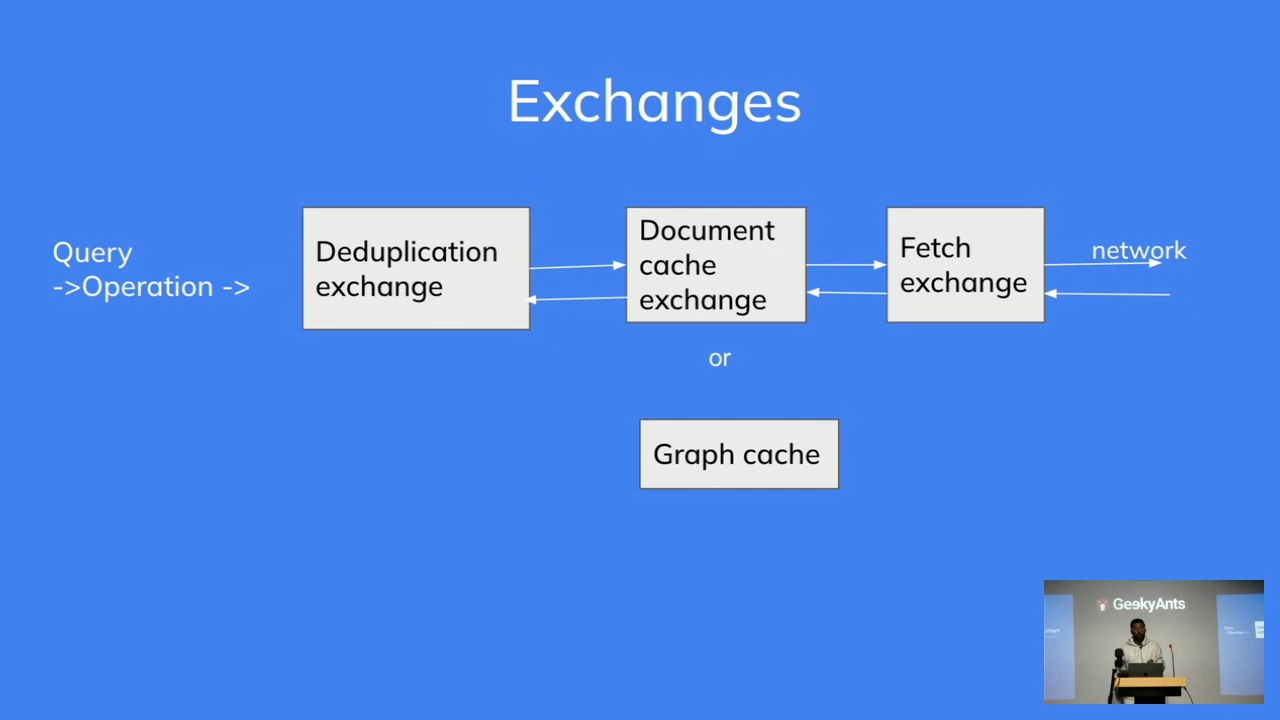 Exchanges
Query
->Operation ->
Deduplication
exchange
Document
cache
exchange
Fetch
exchange
network
or
Graph cache
GeekyAnts